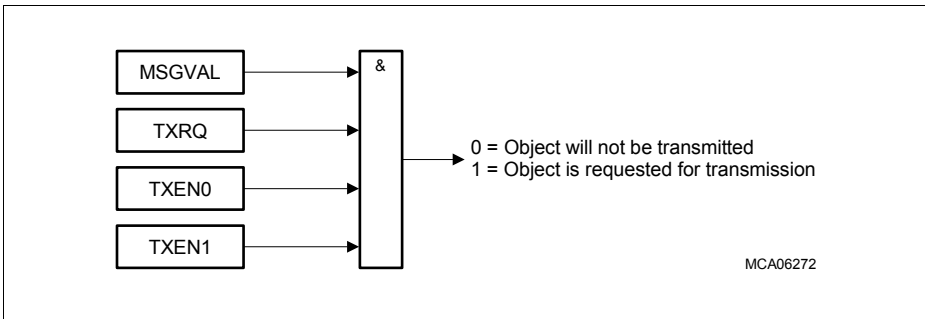 MSGVAL
&
TXRQ
TXEN0
TXEN1
0 = Object will not be transmitted
1 = Object is requested for transmission
MCA06272